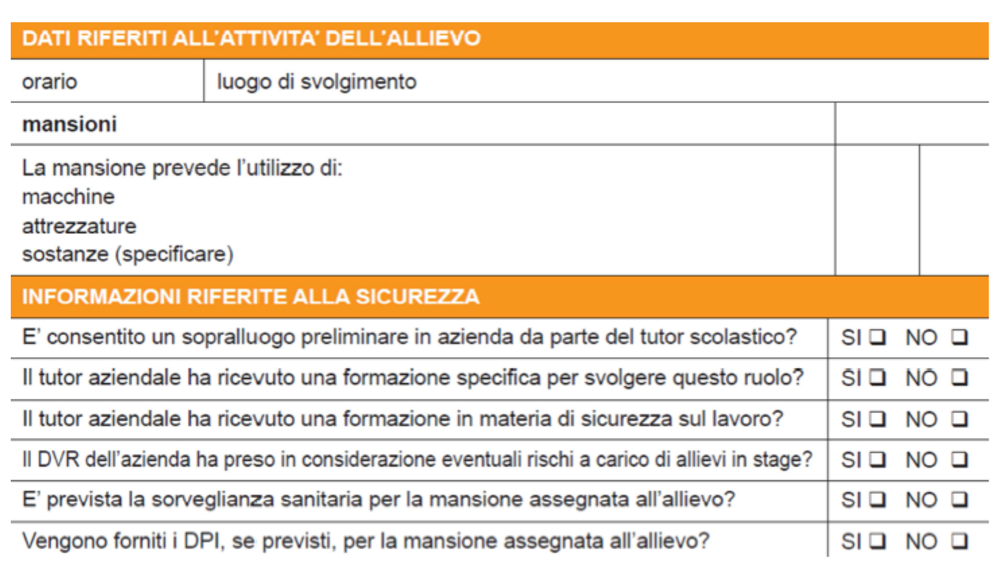 DATI RIFERITI ALL'ATTIVITA' DELL'ALLIEVO
orario luogo di svolgimento
mansioni
La mansione prevede l'utilizzo di:
macchine
attrezzature
sostanze (specificare)
INFORMAZIONI RIFERITE ALLA SICUREZZA
E' consentito un sopralluogo preliminare in azienda da parte del tutor scolastico? SI ❑ NO ❑
Il tutor aziendale ha ricevuto una formazione specifica per svolgere questo ruolo? SI ❑ NO ❑
Il tutor aziendale ha ricevuto una formazione in materia di sicurezza sul lavoro? SI ❑ NO ❑
Il DVR dell'azienda ha preso in considerazione eventuali rischi a carico di allievi in stage? SI ❑ NO ❑
E' prevista la sorveglianza sanitaria per la mansione assegnata all'allievo? SI ❑ NO ❑
Vengono forniti i DPI, se previsti, per la mansione assegnata all'allievo? SI ❑ NO ❑